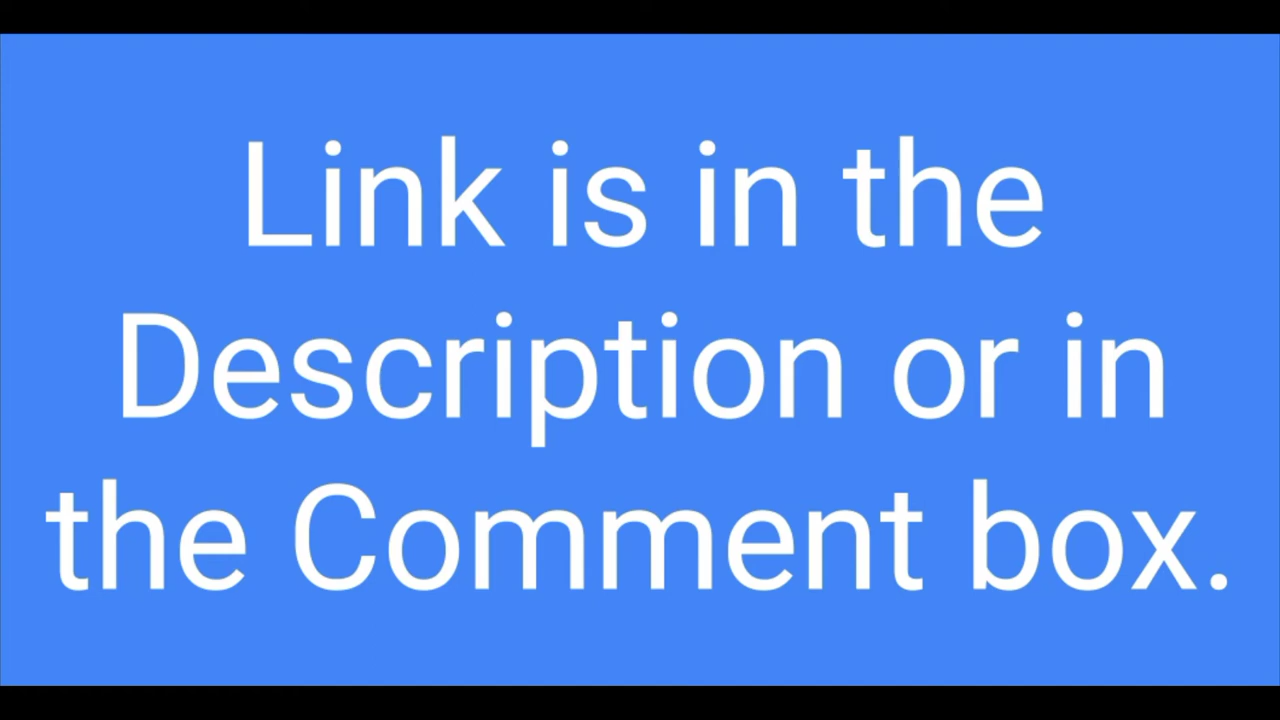 Link is in the
Description or in
the Comment box.